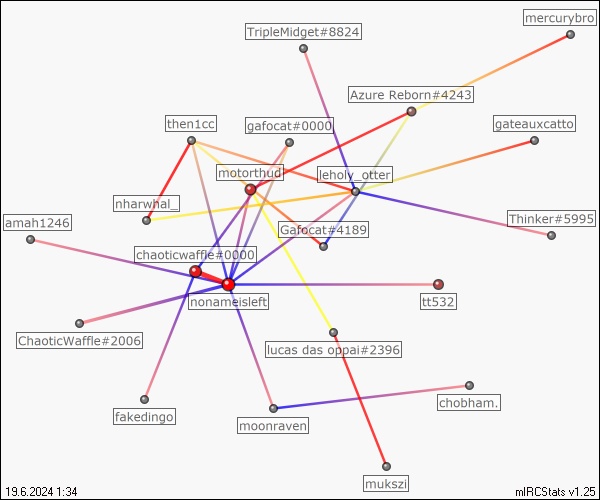 mercurybro
TripleMidget#8824
Azure Reborn#4243
then1cc
gafocat#0000
gateauxcatto
motorthud
leholy_otter
nharwhal_
amah1246
Thinker#5995
Gafocat#4189
chaoticwaffle#0000
nonameisleft
tt532
ChaoticWaffle#2006
lucas das oppai#2396
fakedingo
chobham.
moonraven
mukszi
19.6.2024 1:34
mIRCStats v1.25